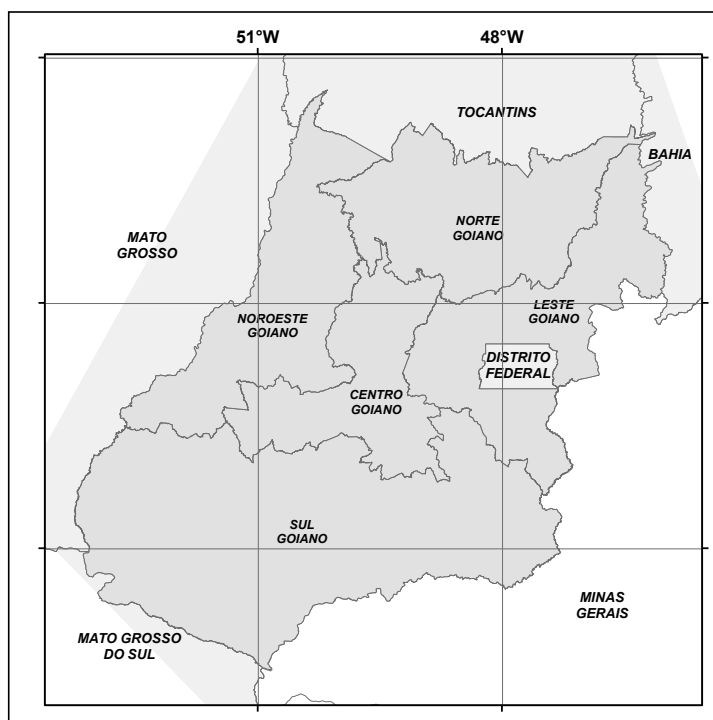 51°W 48°W
TOCANTINS
BAHIA
NORTE
GOIANO
MATO
GROSSO
LESTE
GOIANO
NOROESTE
GOIANO
DISTRITO
FEDERAL
CENTRO
GOIANO
SUL
GOIANO
MINAS
GERAIS
MATO GROSSO
DO SUL